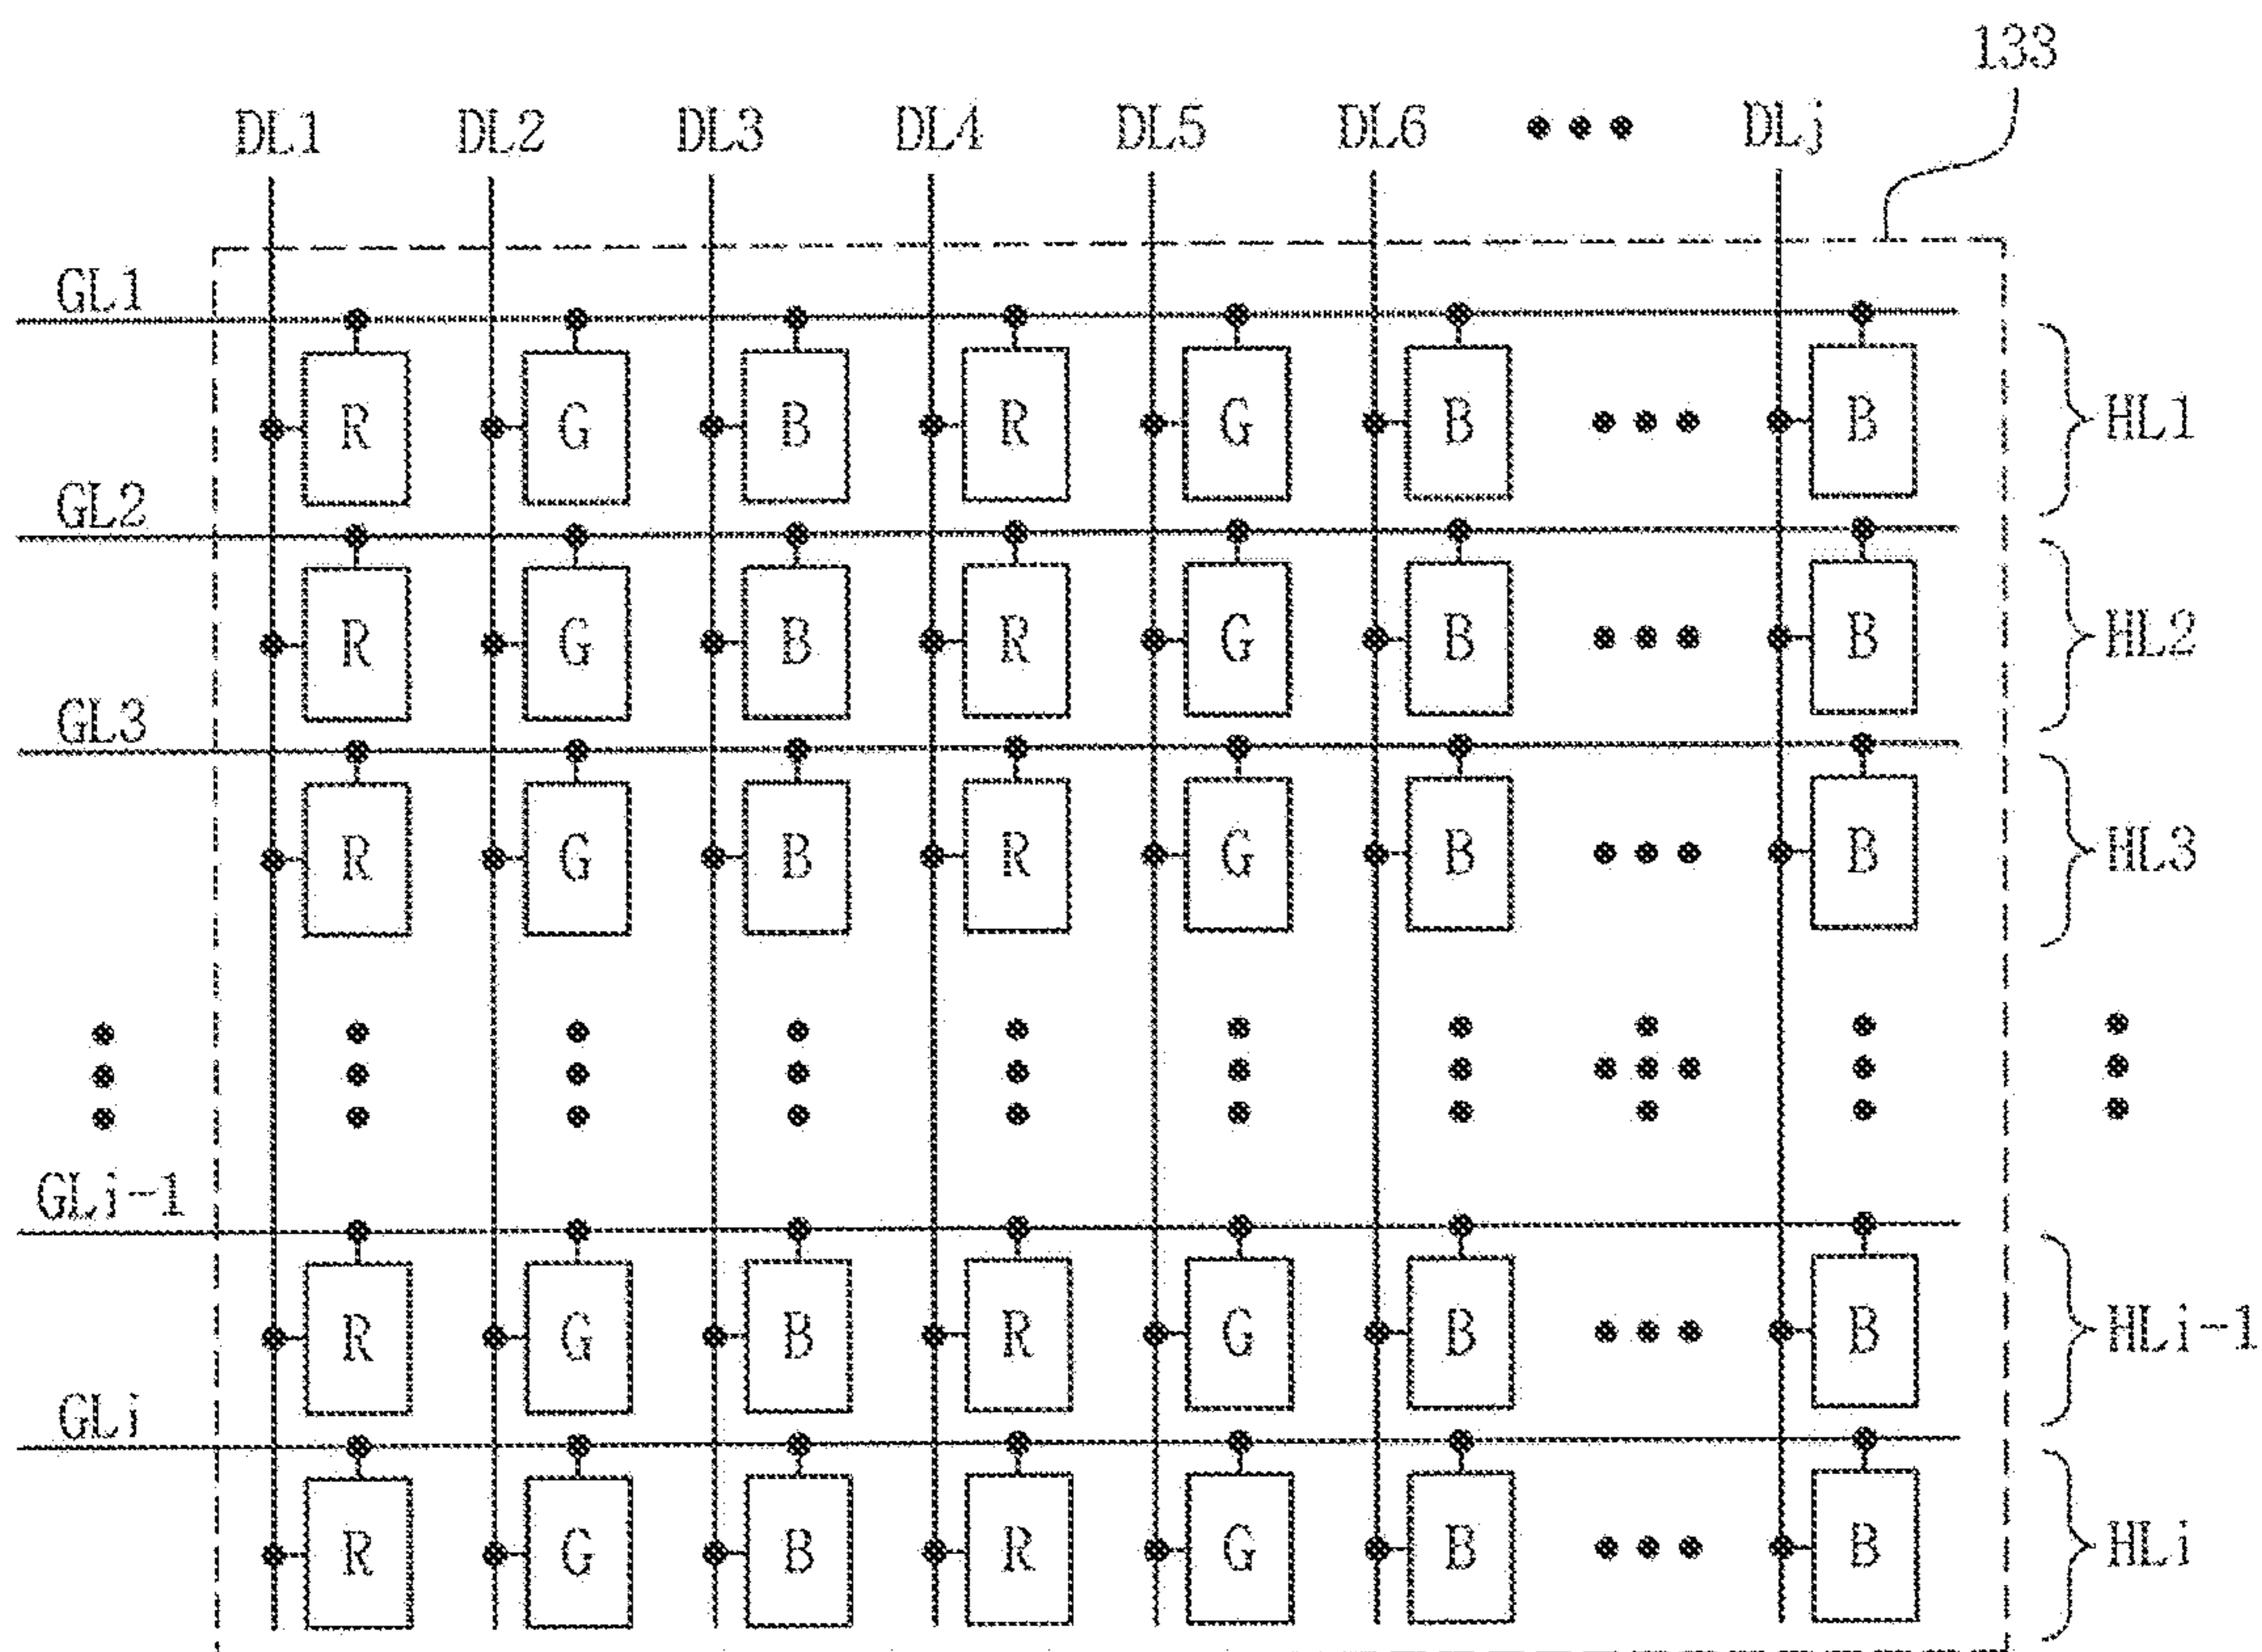 133
DL1 DL2 DL3 DL4 DL5 DL6 ••• DLj
GL1
R G B R G B ••• B HL1
GL2
R G B R G B ••• B HL2
GL3
R G B R G B ••• B HL3
GLi-1
R G B R G B ••• B HLi-1
GLi
R G B R G B ••• B HLi